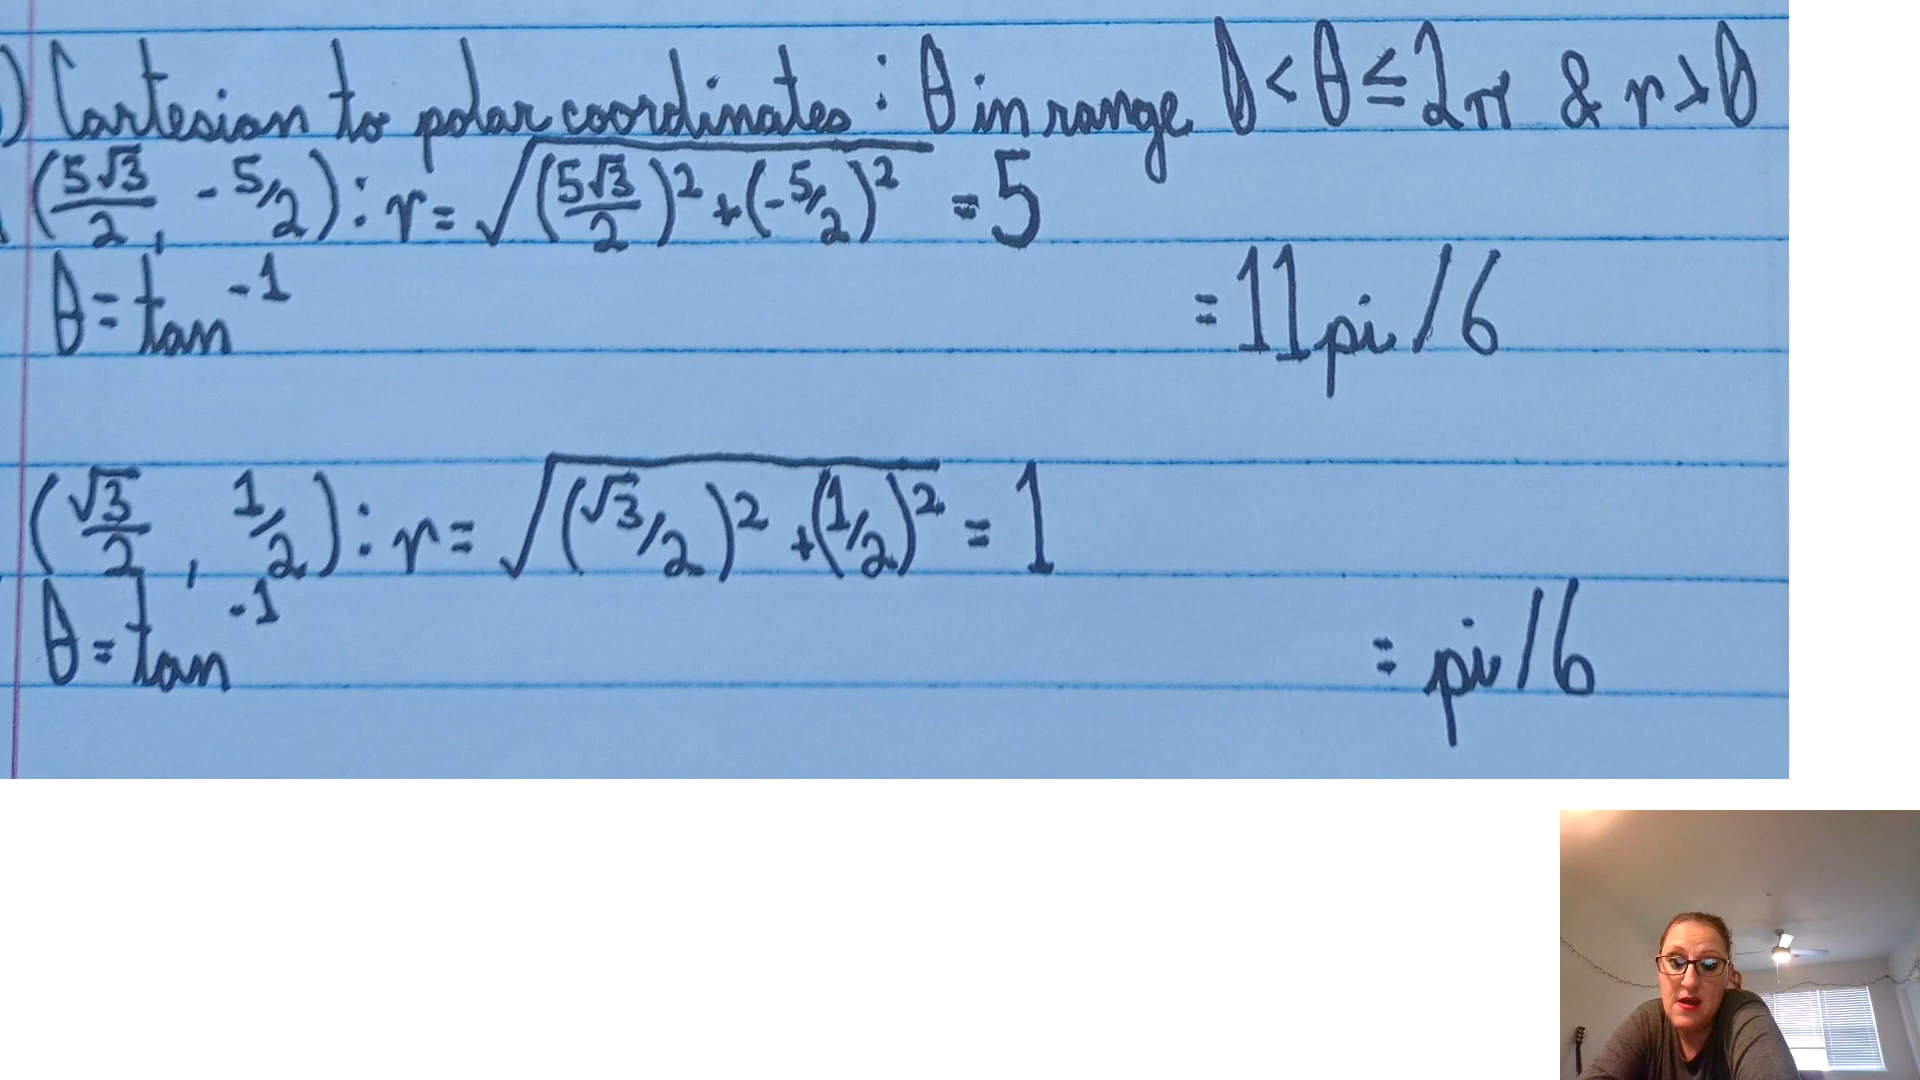 ) Cartesian to polar coordinates : θ in range 0 < θ ≤ 2π & r > 0
(5√3/2, -5/2) : r = √((5√3/2)² + (-5/2)²) = 5
θ = tan⁻¹ = 11pi/6
(√3/2, 1/2) : r = √((√3/2)² + (1/2)²) = 1
θ = tan⁻¹ = pi/6